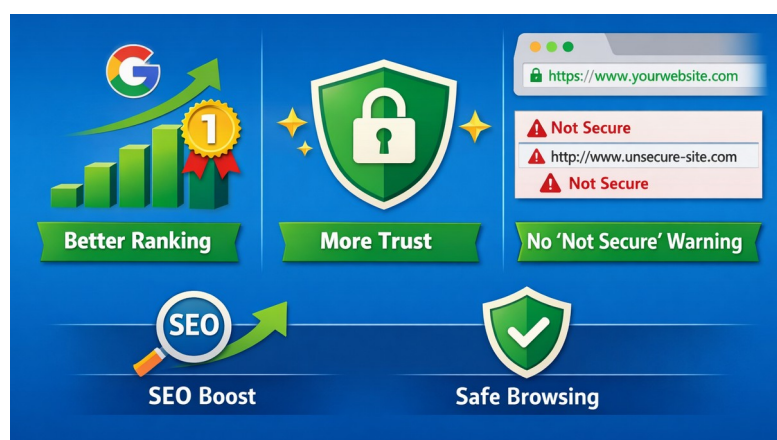 G
1
Better Ranking
More Trust
https://www.yourwebsite.com
Not Secure
http://www.unsecure-site.com
Not Secure
No 'Not Secure' Warning
SEO
SEO Boost
Safe Browsing